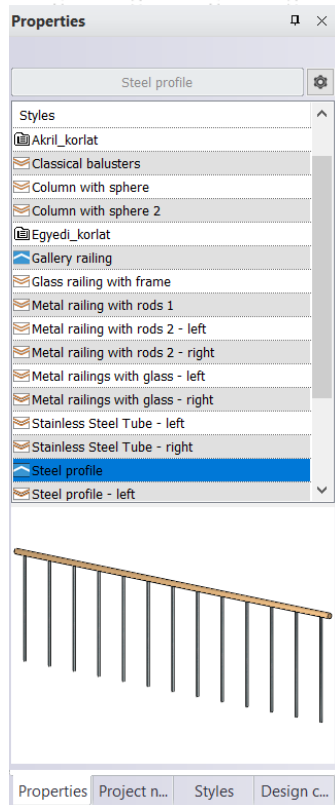 Properties
Steel profile
Styles
Akril_korlat
Classical balusters
Column with sphere
Column with sphere 2
Egyedi_korlat
Gallery railing
Glass railing with frame
Metal railing with rods 1
Metal railing with rods 2 - left
Metal railing with rods 2 - right
Metal railings with glass - left
Metal railings with glass - right
Stainless Steel Tube - left
Stainless Steel Tube - right
Steel profile
Steel profile - left
Properties Project n... Styles Design c...